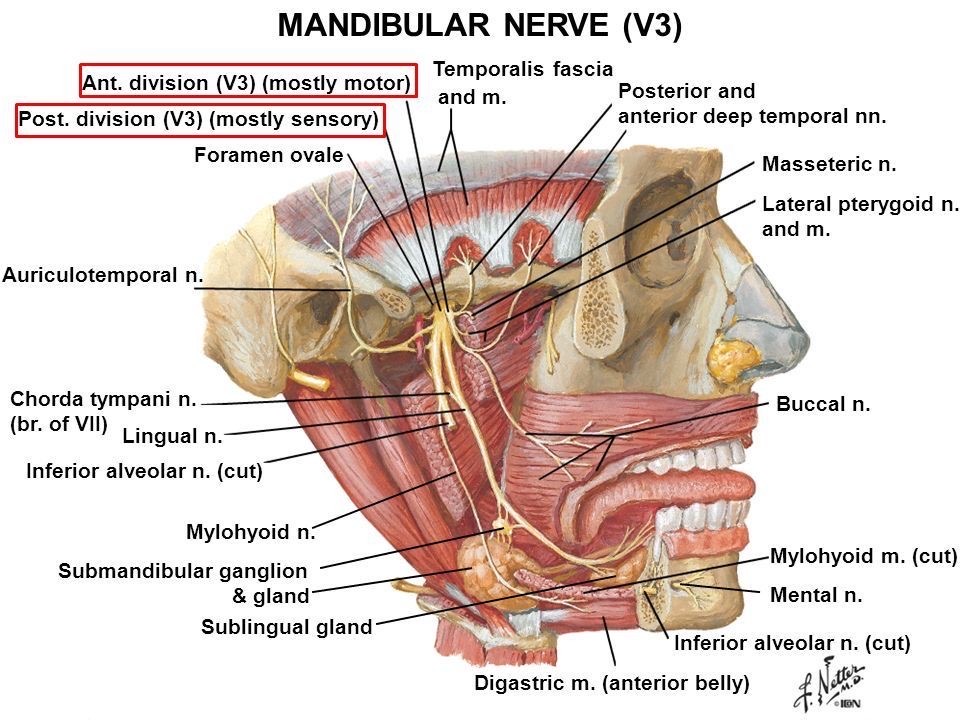 MANDIBULAR NERVE (V3)
Ant. division (V3) (mostly motor)
Post. division (V3) (mostly sensory)
Foramen ovale
Temporalis fascia
and m.
Posterior and
anterior deep temporal nn.
Masseteric n.
Lateral pterygoid n.
and m.
Auriculotemporal n.
Chorda tympani n.
(br. of VII)
Lingual n.
Inferior alveolar n. (cut)
Buccal n.
Mylohyoid n.
Submandibular ganglion
& gland
Sublingual gland
Mylohyoid m. (cut)
Mental n.
Inferior alveolar n. (cut)
Digastric m. (anterior belly)
F. Netter
M.D.